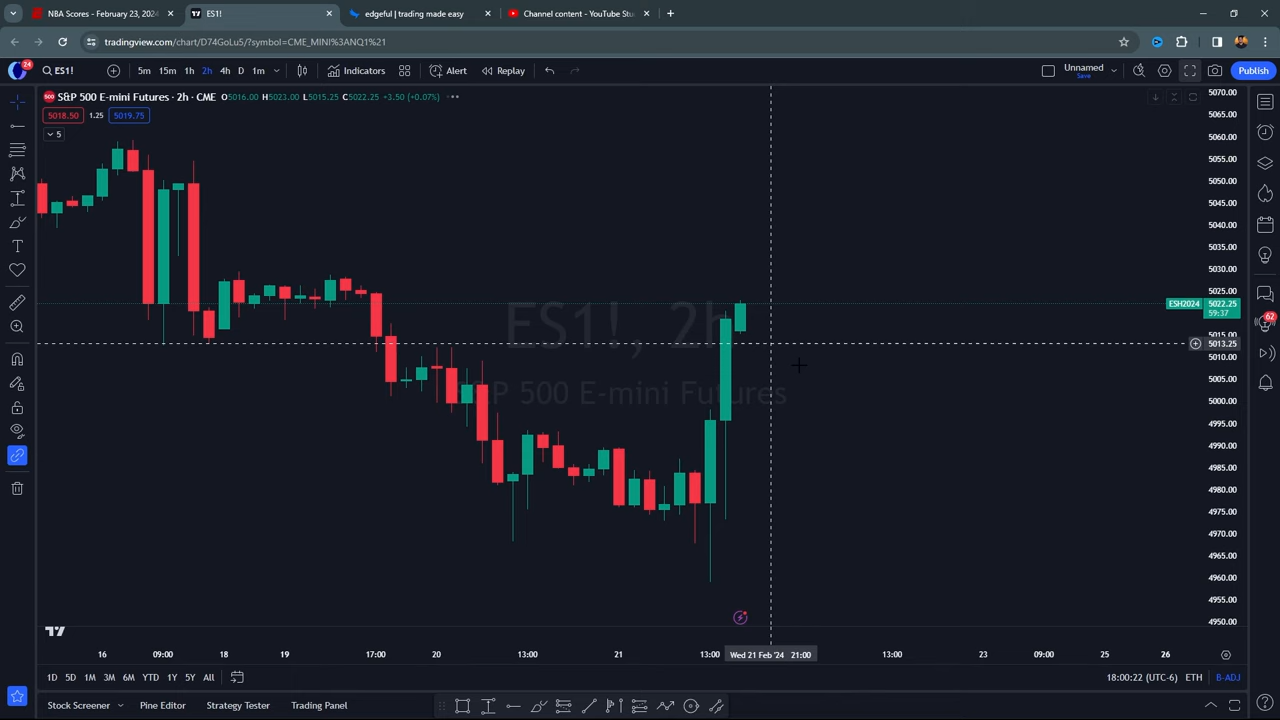 NBA Scores - February 23, 2024
ES1!
edgeful | trading made easy
Channel content - YouTube Stu
tradingview.com/chart/D74GoLu5/?symbol=CME_MINI%3ANQ1%21
24
ES1!
5m 15m 1h 2h 4h D 1m
Indicators
Alert
Replay
Unnamed
Save
Publish
500 S&P 500 E-mini Futures · 2h · CME O5016.00 H5023.00 L5015.25 C5022.25 +3.50 (+0.07%)
5018.50 1.25 5019.75
5
ES1!, 2h
S&P 500 E-mini Futures
5070.00
5065.00
5060.00
5055.00
5050.00
5045.00
5040.00
5035.00
5030.00
5025.00
ESH2024 5022.25
59:37
5015.00
5013.25
5010.00
5005.00
5000.00
4995.00
4990.00
4985.00
4980.00
4975.00
4970.00
4965.00
4960.00
4955.00
4950.00
62
16 09:00 18 19 17:00 20 13:00 21 13:00 Wed 21 Feb '24 21:00 13:00 23 09:00 25 26
1D 5D 1M 3M 6M YTD 1Y 5Y All
18:00:22 (UTC-6) ETH B-ADJ
Stock Screener Pine Editor Strategy Tester Trading Panel